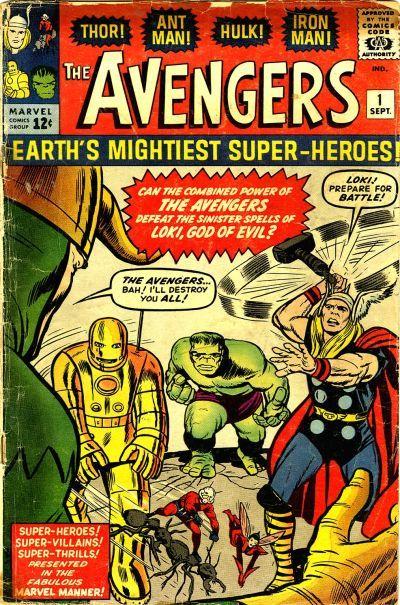 THOR!
ANT
MAN!
HULK!
IRON
MAN!
APPROVED
BY THE
COMICS
CODE
AUTHORITY
IND.
THE AVENGERS
MARVEL
COMICS
GROUP 12¢
1
SEPT.
EARTH'S MIGHTIEST SUPER-HEROES!
CAN THE COMBINED POWER OF
THE AVENGERS
DEFEAT THE SINISTER SPELLS OF
LOKI, GOD OF EVIL?
LOKI!
PREPARE FOR
BATTLE!
THE AVENGERS...
BAH! I'LL DESTROY
YOU ALL!
SUPER-HEROES!
SUPER-VILLAINS!
SUPER-THRILLS!
PRESENTED
IN THE
FABULOUS
MARVEL MANNER!